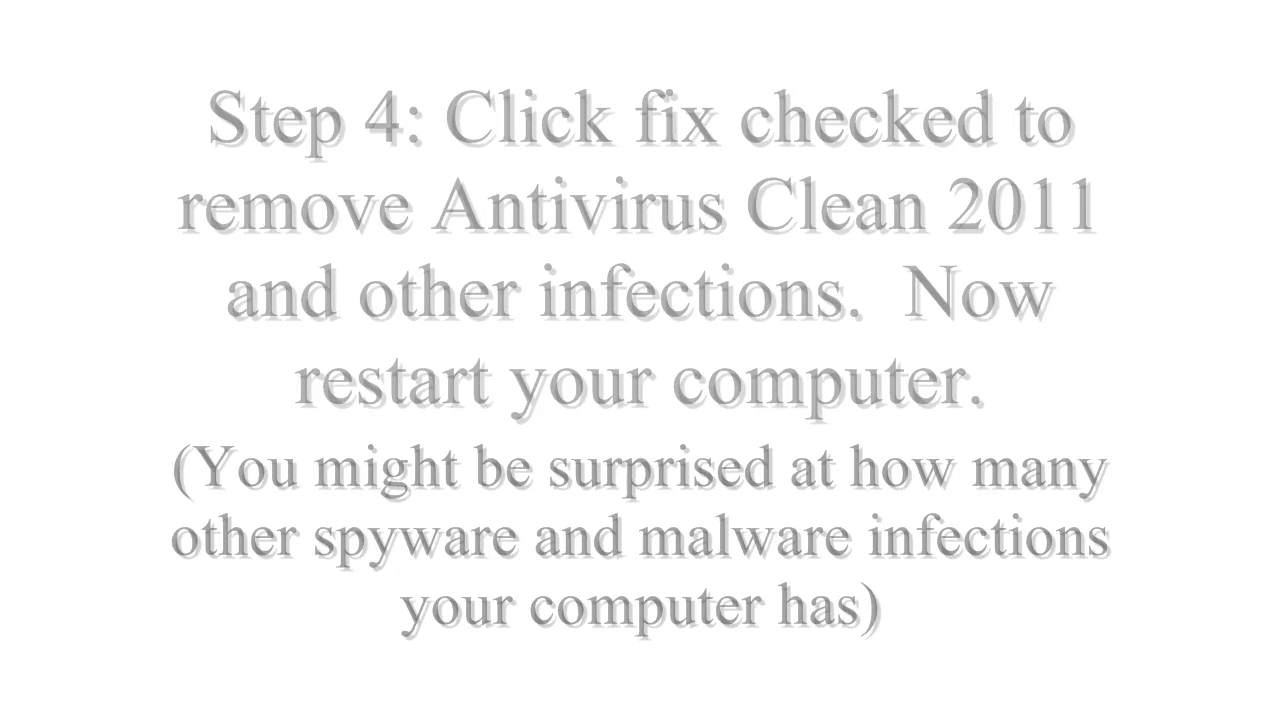 Step 4: Click fix checked to
remove Antivirus Clean 2011
and other infections.  Now
restart your computer.
(You might be surprised at how many
other spyware and malware infections
your computer has)